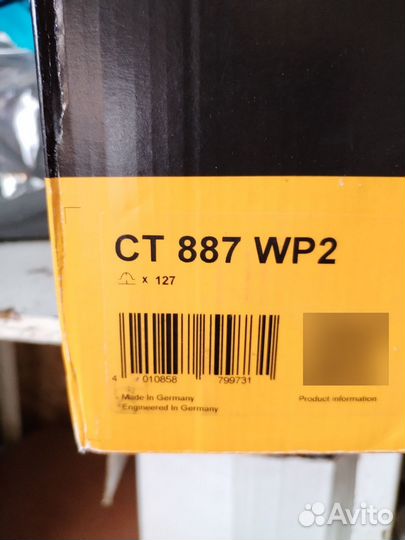 CT 887 WP2
x 127
4 010858 799731
Made In Germany
Engineered In Germany
Product information
Avito